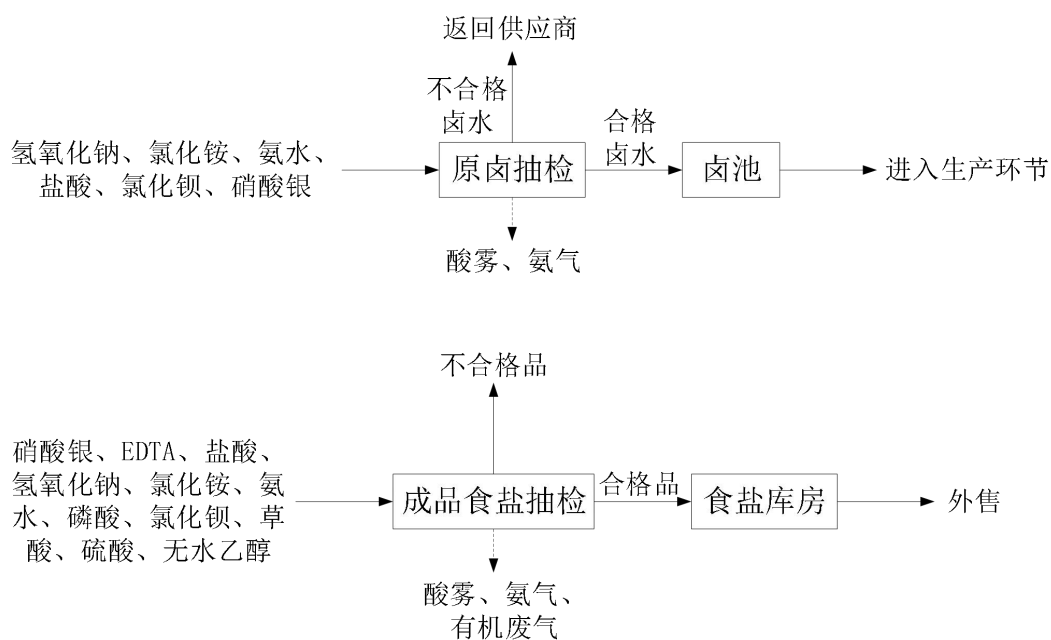 返回供应商
不合格
卤水
合格
卤水
氢氧化钠、氯化铵、氨水、
盐酸、氯化钡、硝酸银
原卤抽检
卤池
进入生产环节
酸雾、氨气
不合格品
硝酸银、EDTA、盐酸、
氢氧化钠、氯化铵、氨
水、磷酸、氯化钡、草
酸、硫酸、无水乙醇
成品食盐抽检
合格品
食盐库房
外售
酸雾、氨气、
有机废气